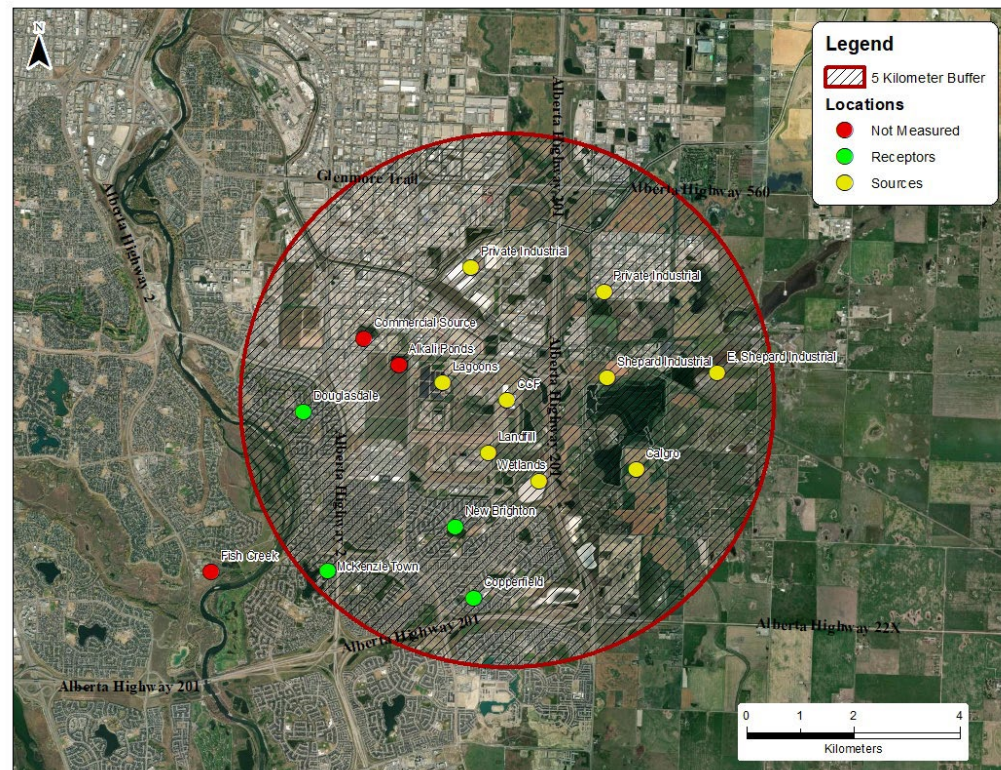 N
Legend
5 Kilometer Buffer
Locations
Not Measured
Receptors
Sources
Alberta Highway 201
Glenmore Trail
Alberta Highway 560
Alberta Highway 2
Private Industrial
Private Industrial
Commercial Source
Alkali Ponds
Lagoons
Shepard Industrial
E. Shepard Industrial
CCF
Douglasdale
Alberta Highway 201
Alberta Highway 2
Landfill
Wetlands
Calgro
New Brighton
Fish Creek
McKenzie Town
Copperfield
Alberta Highway 201
Alberta Highway 22X
Alberta Highway 201
0 1 2 4
Kilometers